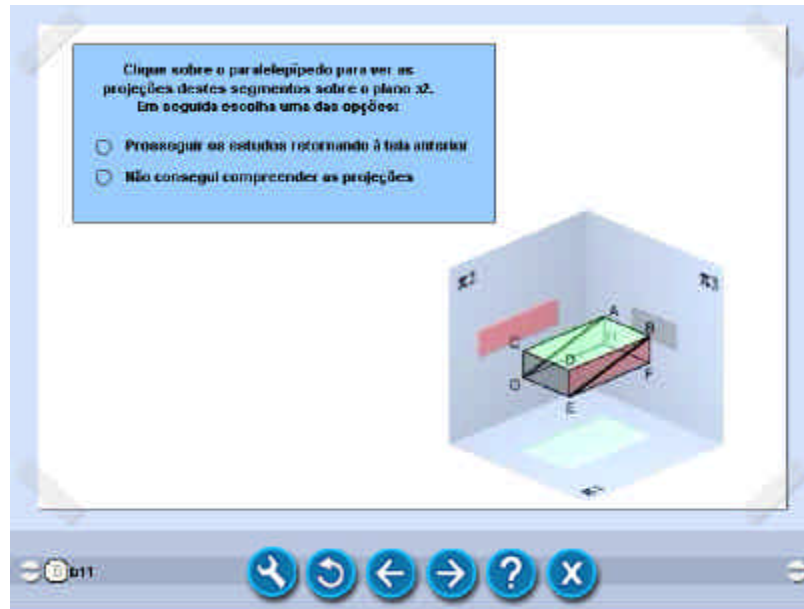 Clique sobre o paralelepípedo para ver as
projeções destes segmentos sobre o plano π2.
Em seguida escolha uma das opções:
Prosseguir os estudos retornando à tela anterior
Não consegui compreender as projeções
π2
π3
A
B
C
D
H
G
F
E
b11
?
X